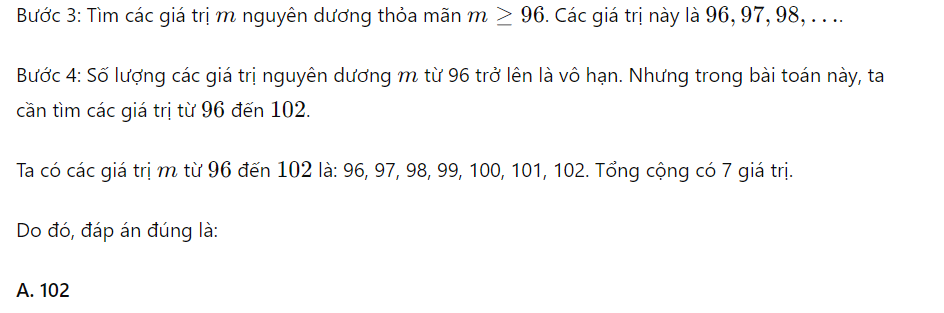 Bước 3: Tìm các giá trị m nguyên dương thỏa mãn m ≥ 96. Các giá trị này là 96, 97, 98, ….
Bước 4: Số lượng các giá trị nguyên dương m từ 96 trở lên là vô hạn. Nhưng trong bài toán này, ta
cần tìm các giá trị từ 96 đến 102.
Ta có các giá trị m từ 96 đến 102 là: 96, 97, 98, 99, 100, 101, 102. Tổng cộng có 7 giá trị.
Do đó, đáp án đúng là:
A. 102